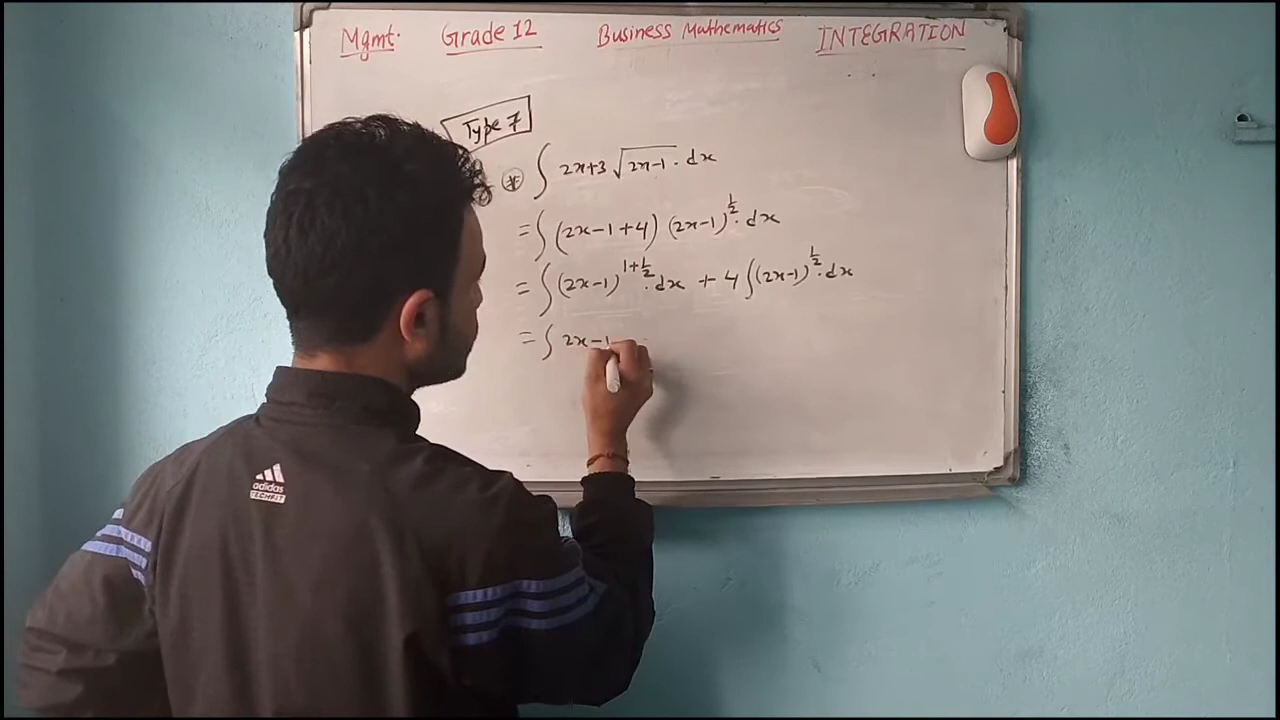 Mgmt. Grade 12 Business Mathematics INTEGRATION
Type 7
* ∫ 2x+3 √2x-1 . dx
= ∫ (2x-1+4) (2x-1)^1/2 . dx
= ∫ (2x-1)^1+1/2 . dx + 4 ∫ (2x-1)^1/2 . dx
= ∫ 2x-1
adidas
TECHFIT